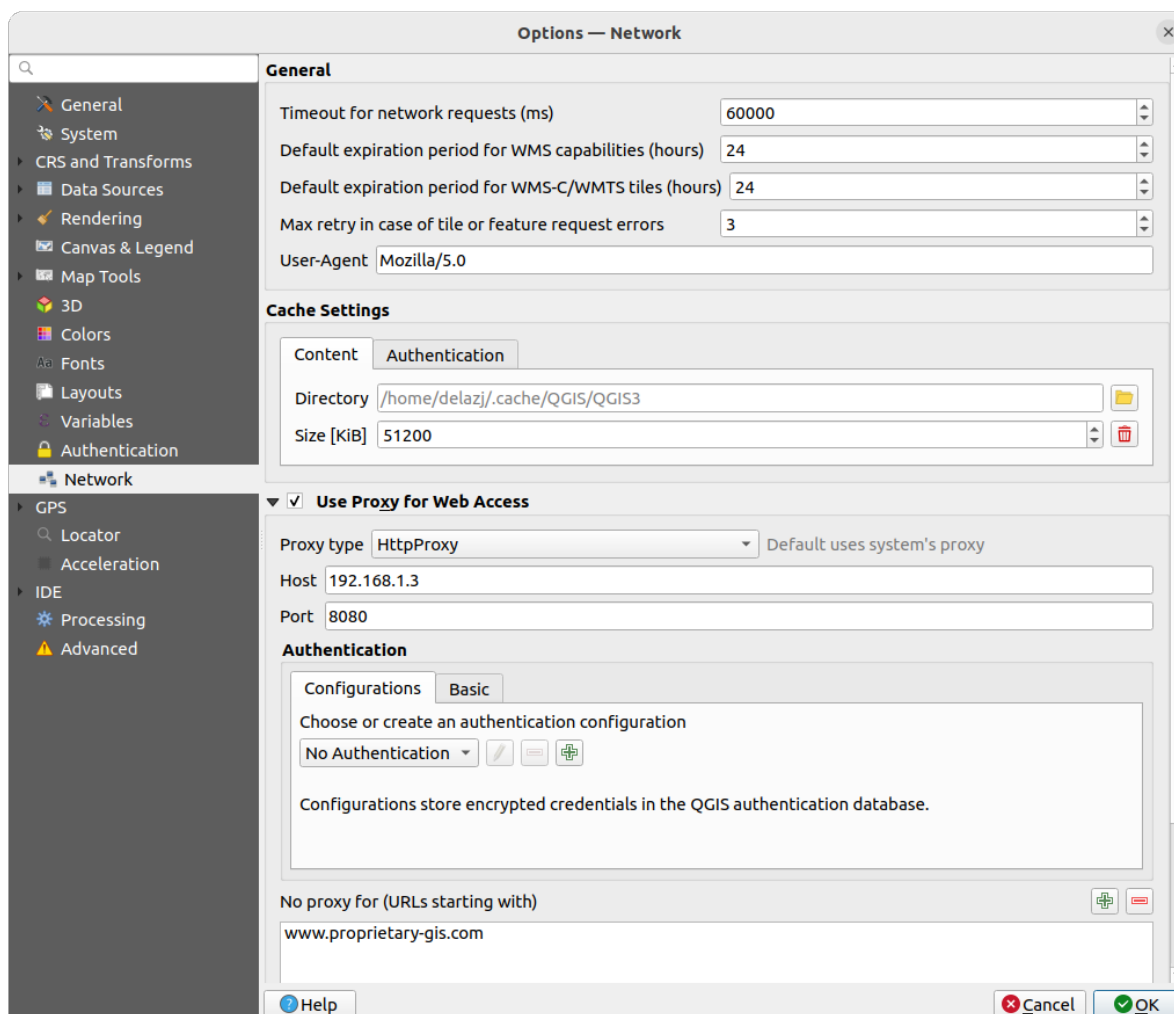 Options — Network
General
General
System
CRS and Transforms
Data Sources
Rendering
Canvas & Legend
Map Tools
3D
Colors
Aa Fonts
Layouts
ε Variables
Authentication
Network
GPS
Locator
Acceleration
IDE
Processing
Advanced
Timeout for network requests (ms) 60000
Default expiration period for WMS capabilities (hours) 24
Default expiration period for WMS-C/WMTS tiles (hours) 24
Max retry in case of tile or feature request errors 3
User-Agent Mozilla/5.0
Cache Settings
Content Authentication
Directory /home/delazj/.cache/QGIS/QGIS3
Size [KiB] 51200
Use Proxy for Web Access
Proxy type HttpProxy Default uses system's proxy
Host 192.168.1.3
Port 8080
Authentication
Configurations Basic
Choose or create an authentication configuration
No Authentication
Configurations store encrypted credentials in the QGIS authentication database.
No proxy for (URLs starting with)
www.proprietary-gis.com
Help Cancel OK